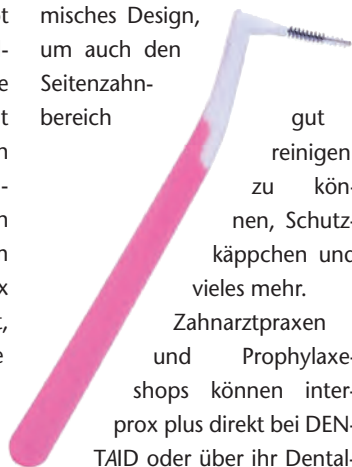 misches Design,
um auch den
Seitenzahn-
bereich gut
reinigen
zu kön-
nen, Schutz-
käppchen und
vieles mehr.
Zahnarztpraxen
und Prophylaxe-
shops können inter-
prox plus direkt bei DEN-
TAID oder über ihr Dental-